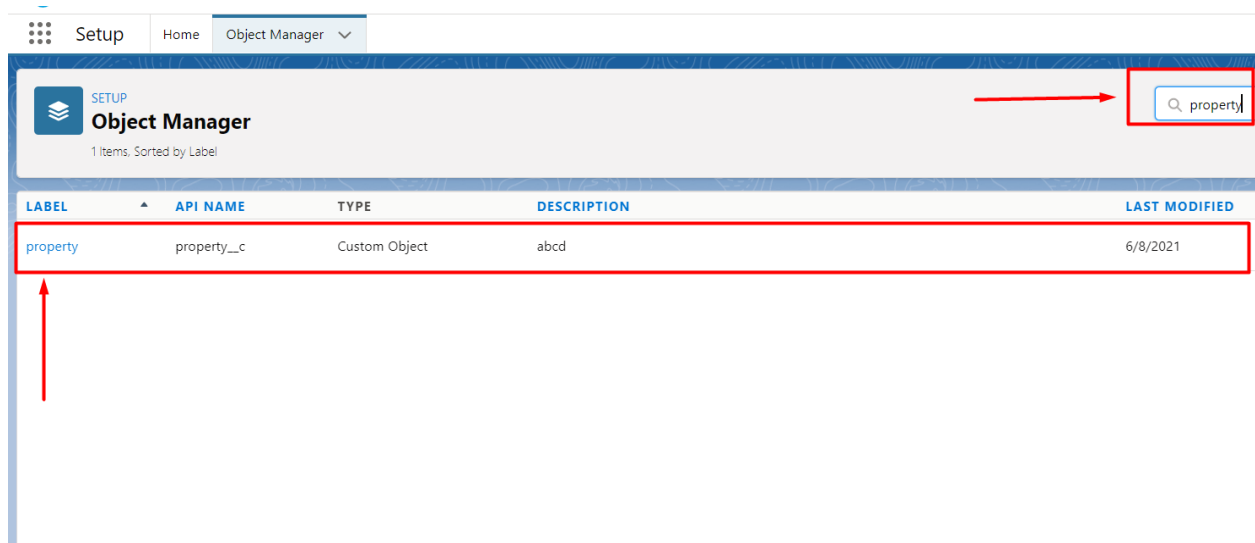 Setup Home Object Manager
SETUP
Object Manager
1 Items, Sorted by Label
property
LABEL API NAME TYPE DESCRIPTION LAST MODIFIED
property property__c Custom Object abcd 6/8/2021